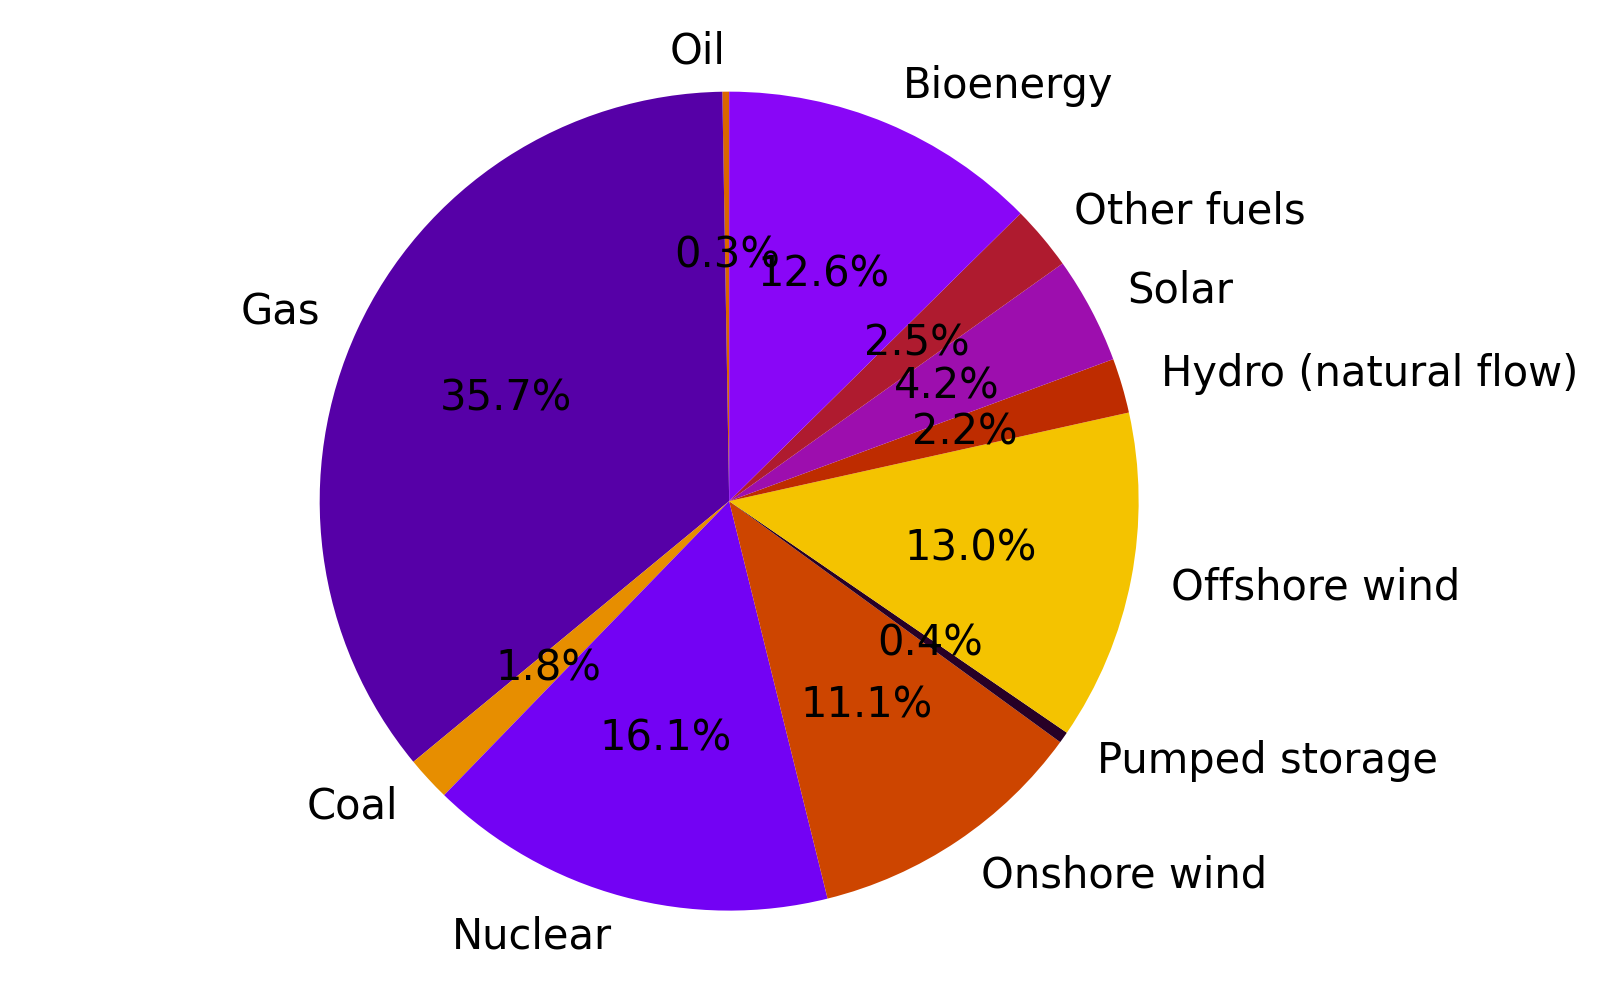 Oil
Bioenergy
Other fuels
Solar
Hydro (natural flow)
Gas
Offshore wind
Pumped storage
Coal
Onshore wind
Nuclear
0.3%
12.6%
2.5%
4.2%
35.7%
2.2%
13.0%
0.4%
1.8%
11.1%
16.1%